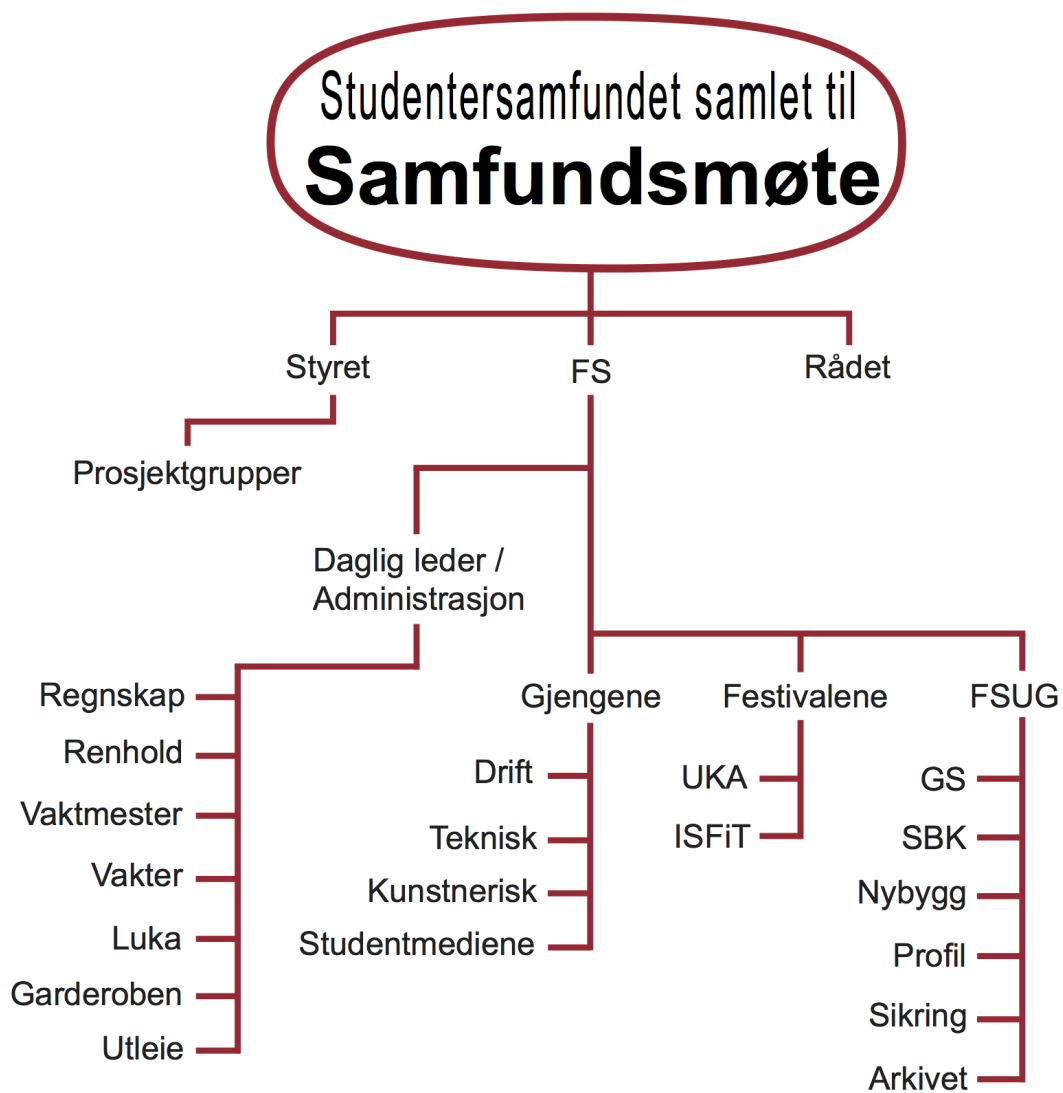 Studentersamfundet samlet til
Samfundsmøte
Styret
FS
Rådet
Prosjektgrupper
Daglig leder /
Administrasjon
Regnskap
Renhold
Vaktmester
Vakter
Luka
Garderoben
Utleie
Gjengene
Drift
Teknisk
Kunstnerisk
Studentmediene
Festivalene
UKA
ISFiT
FSUG
GS
SBK
Nybygg
Profil
Sikring
Arkivet